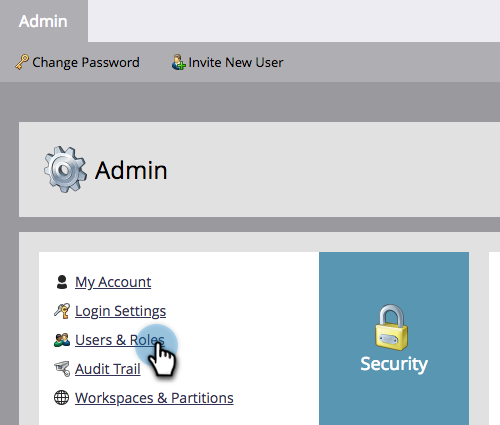 Admin
Change Password
Invite New User
Admin
My Account
Login Settings
Users & Roles
Audit Trail
Workspaces & Partitions
Security